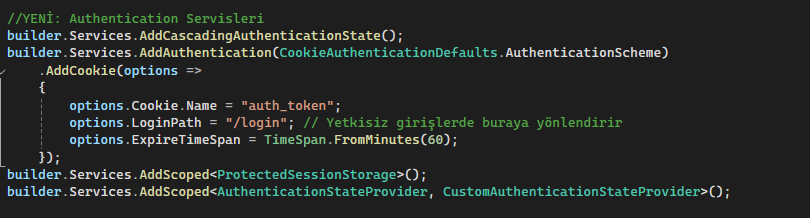 //YENİ: Authentication Servisleri
builder.Services.AddCascadingAuthenticationState();
builder.Services.AddAuthentication(CookieAuthenticationDefaults.AuthenticationScheme)
    .AddCookie(options =>
    {
        options.Cookie.Name = "auth_token";
        options.LoginPath = "/login"; // Yetkisiz girişlerde buraya yönlendirir
        options.ExpireTimeSpan = TimeSpan.FromMinutes(60);
    });
builder.Services.AddScoped<ProtectedSessionStorage>();
builder.Services.AddScoped<AuthenticationStateProvider, CustomAuthenticationStateProvider>();